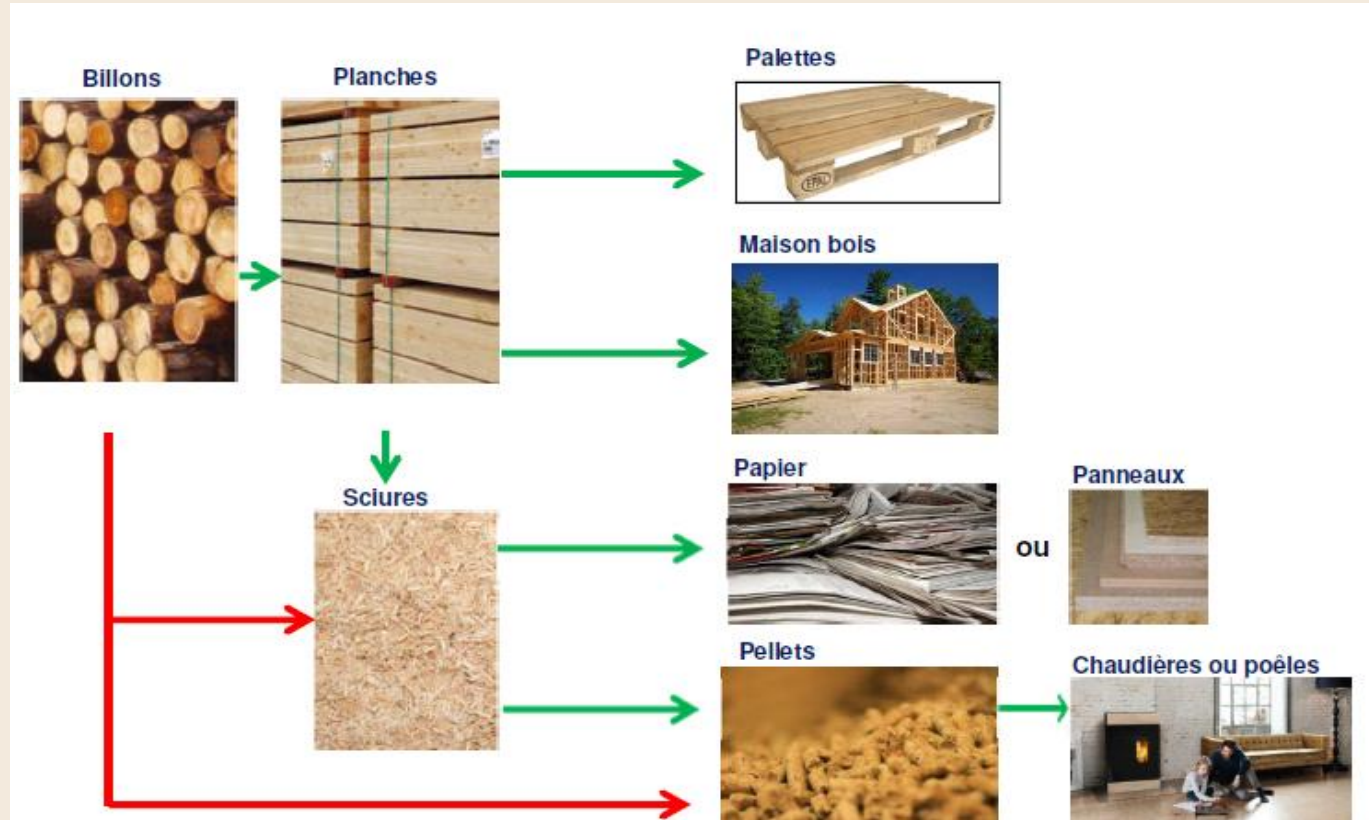 Billons
Planches
Palettes
EPAL
Maison bois
Sciures
Papier
ou
Panneaux
Pellets
Chaudières ou poêles